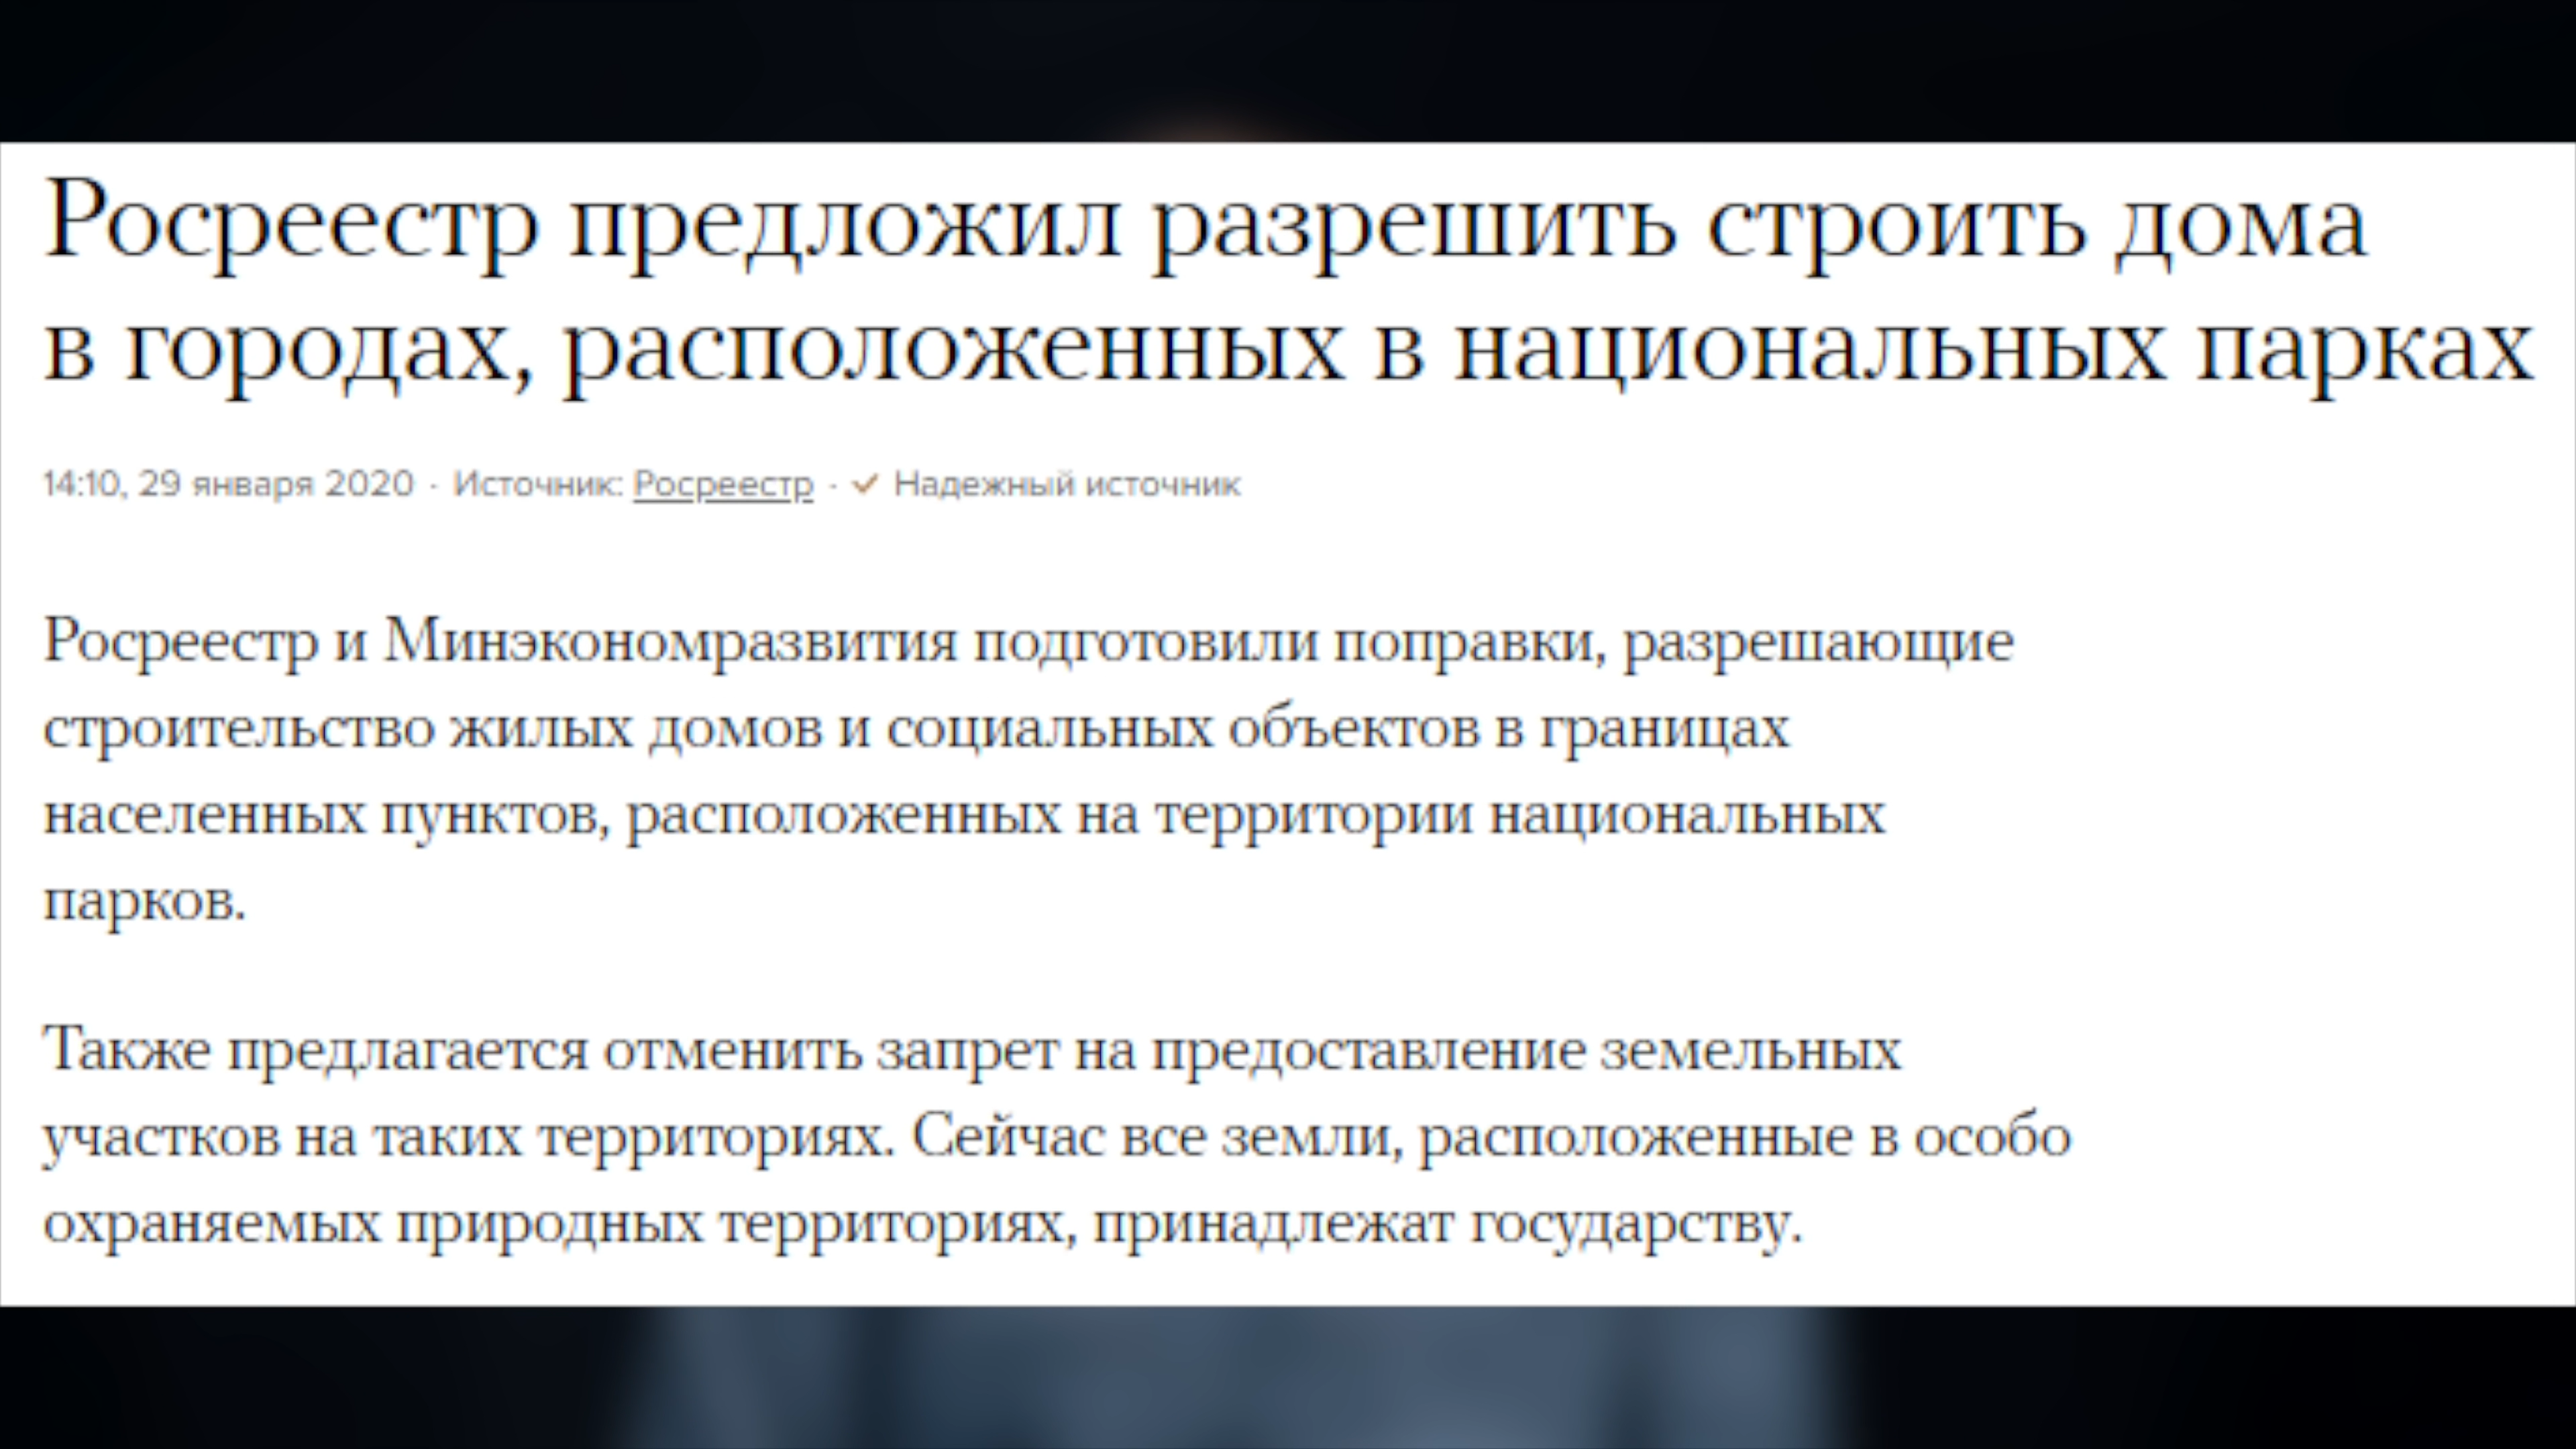 Росреестр предложил разрешить строить дома
в городах, расположенных в национальных парках
14:10, 29 января 2020 · Источник: Росреестр · ✓ Надежный источник
Росреестр и Минэкономразвития подготовили поправки, разрешающие
строительство жилых домов и социальных объектов в границах
населенных пунктов, расположенных на территории национальных
парков.
Также предлагается отменить запрет на предоставление земельных
участков на таких территориях. Сейчас все земли, расположенные в особо
охраняемых природных территориях, принадлежат государству.